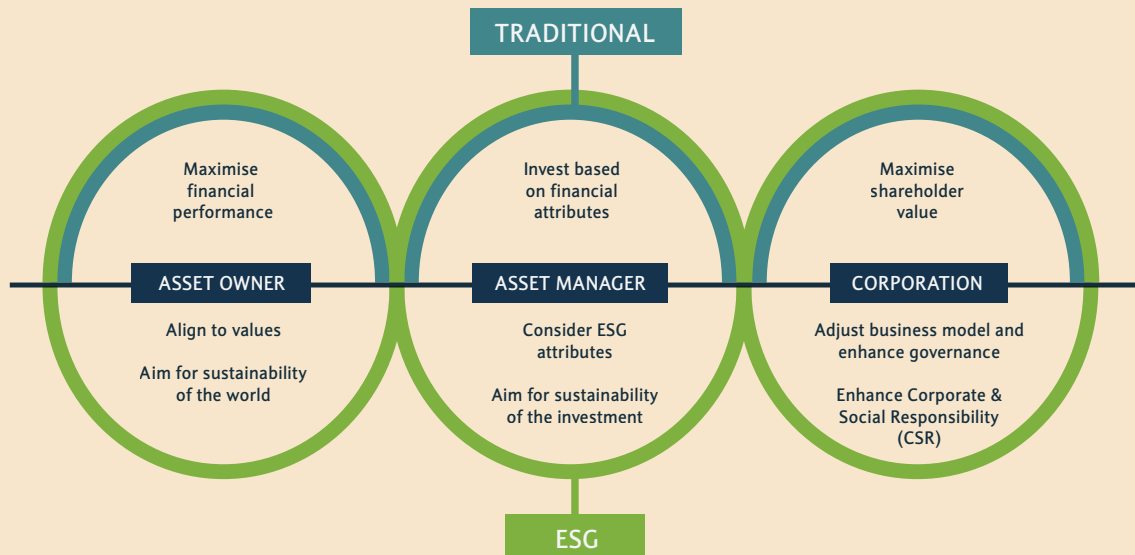 TRADITIONAL
Maximise
financial
performance
Invest based
on financial
attributes
Maximise
shareholder
value
ASSET OWNER
ASSET MANAGER
CORPORATION
Align to values
Aim for sustainability
of the world
Consider ESG
attributes
Aim for sustainability
of the investment
Adjust business model and
enhance governance
Enhance Corporate &
Social Responsibility
(CSR)
ESG